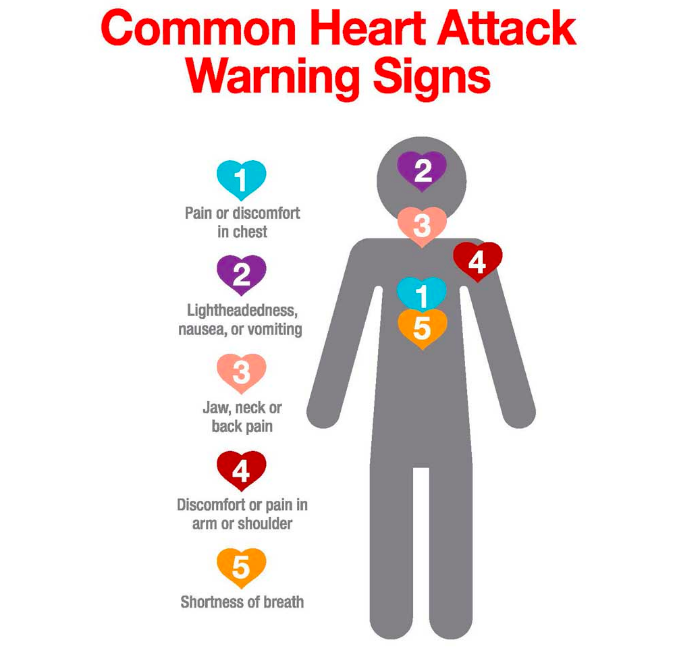 Common Heart Attack
Warning Signs
1
Pain or discomfort
in chest
2
Lightheadedness,
nausea, or vomiting
3
Jaw, neck or
back pain
4
Discomfort or pain in
arm or shoulder
5
Shortness of breath
2
3
4
1
5